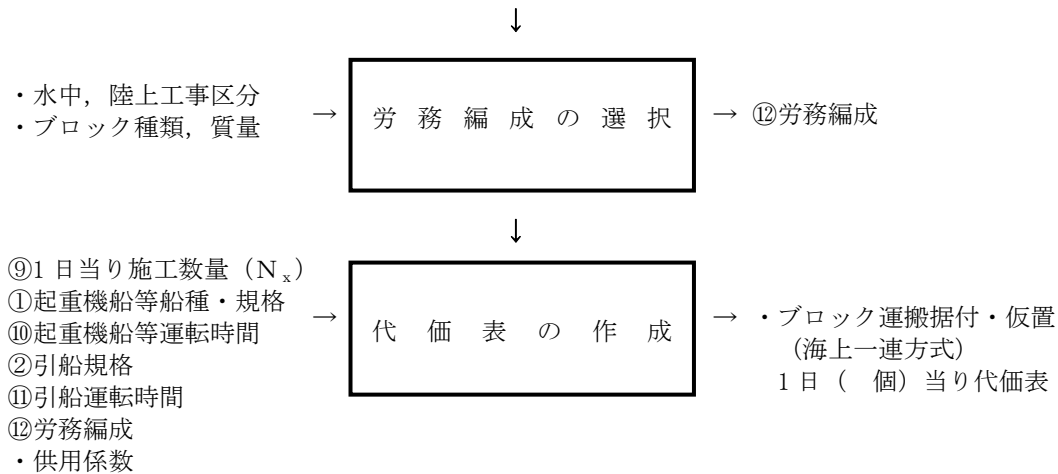 ↓
・水中，陸上工事区分
・ブロック種類，質量
→ 労務編成の選択 → ⑫労務編成
↓
⑨1日当り施工数量（Nx）
①起重機船等船種・規格
⑩起重機船等運転時間
②引船規格
⑪引船運転時間
⑫労務編成
・供用係数
→ 代価表の作成 → ・ブロック運搬据付・仮置
（海上一連方式）
1日（　個）当り代価表